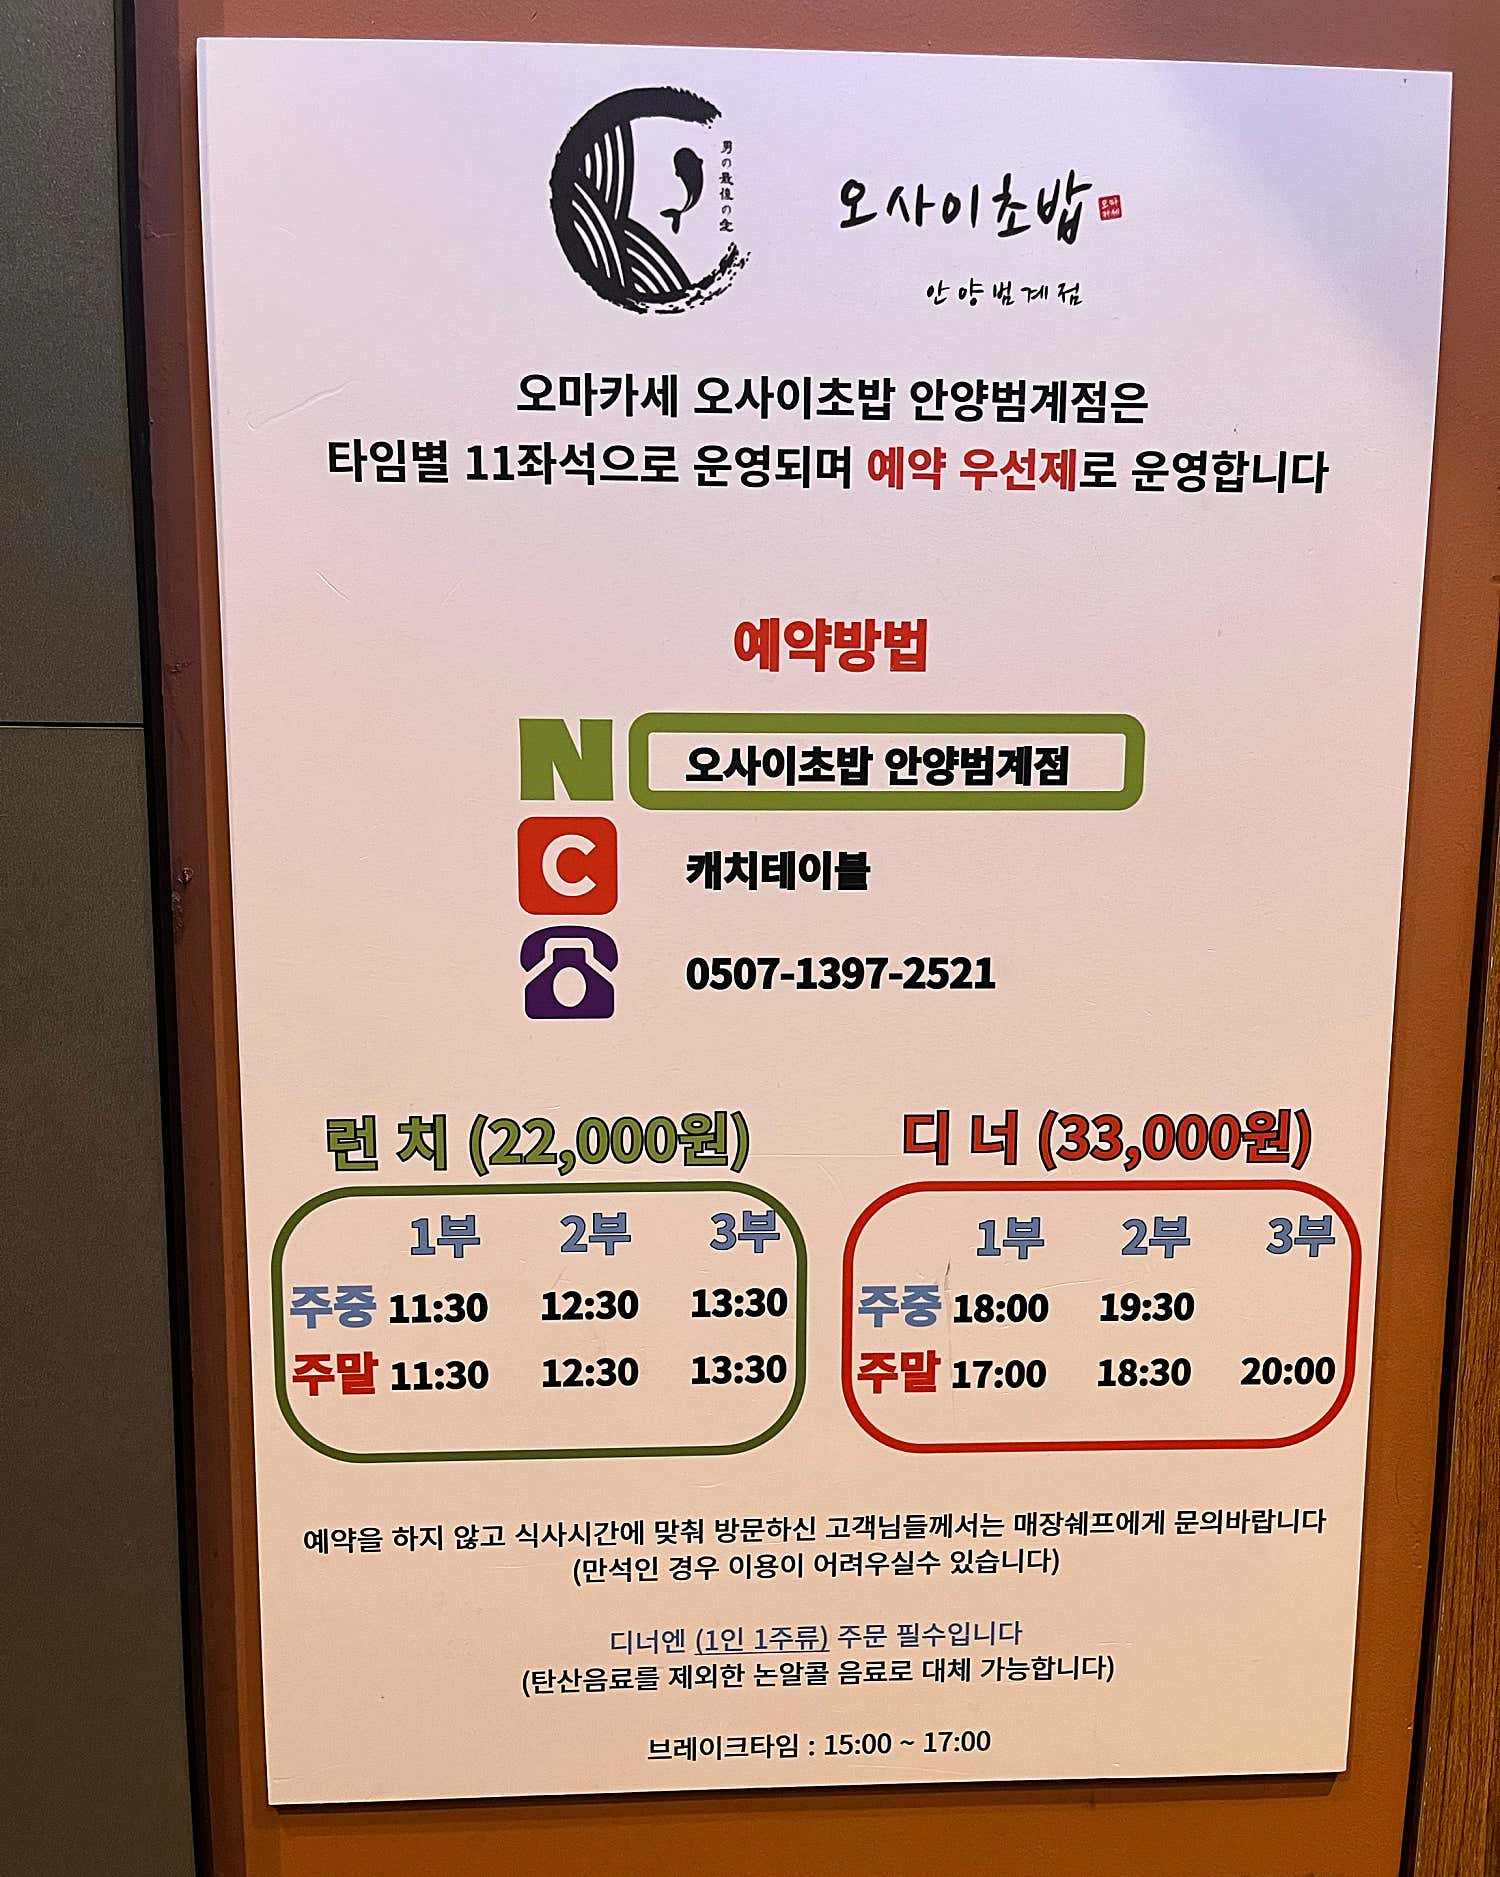 男の最後の愛
오사이초밥
오마
카세
안양범계점
오마카세 오사이초밥 안양범계점은
타임별 11좌석으로 운영되며 예약 우선제로 운영합니다
예약방법
N 오사이초밥 안양범계점
C 캐치테이블
0507-1397-2521
런 치 (22,000원)
1부 2부 3부
주중 11:30 12:30 13:30
주말 11:30 12:30 13:30
디 너 (33,000원)
1부 2부 3부
주중 18:00 19:30
주말 17:00 18:30 20:00
예약을 하지 않고 식사시간에 맞춰 방문하신 고객님들께서는 매장쉐프에게 문의바랍니다
(만석인 경우 이용이 어려우실수 있습니다)
디너엔 (1인 1주류) 주문 필수입니다
(탄산음료를 제외한 논알콜 음료로 대체 가능합니다)
브레이크타임 : 15:00 ~ 17:00